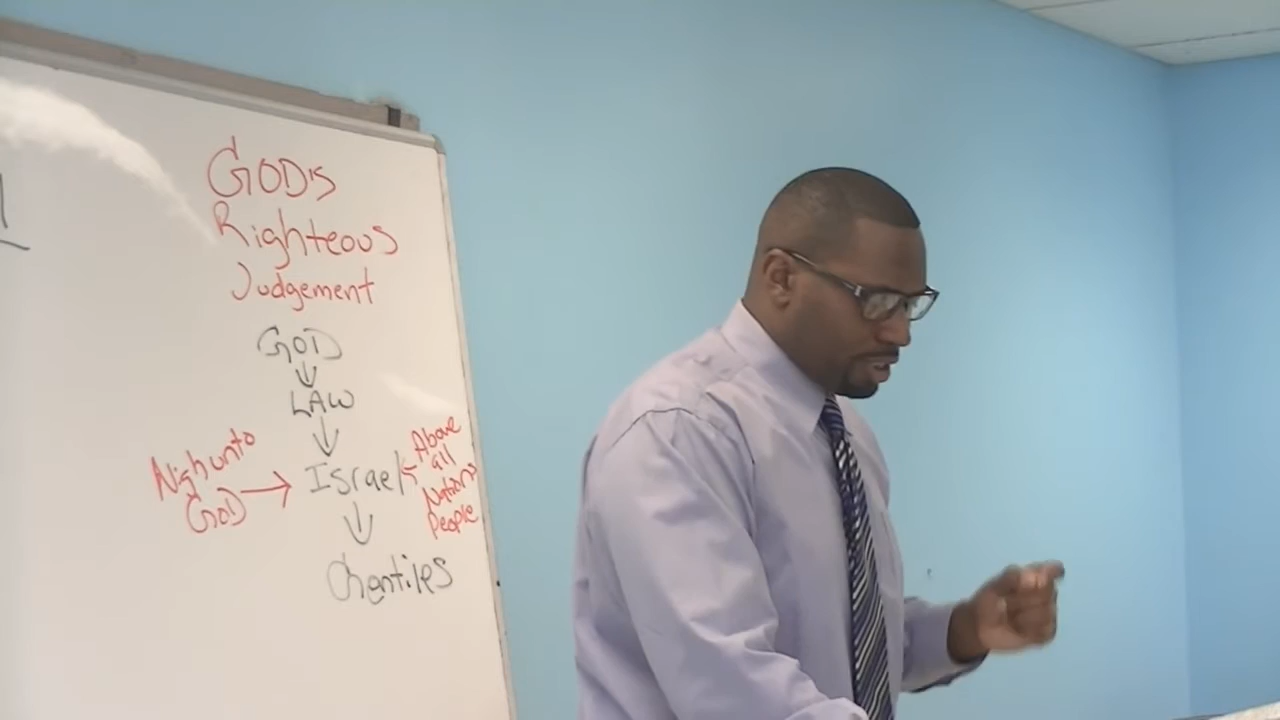 GOD's
Righteous
Judgement
GOD
LAW
Nigh unto
GOD
Israel
Above
all
Nations
People
Gentiles